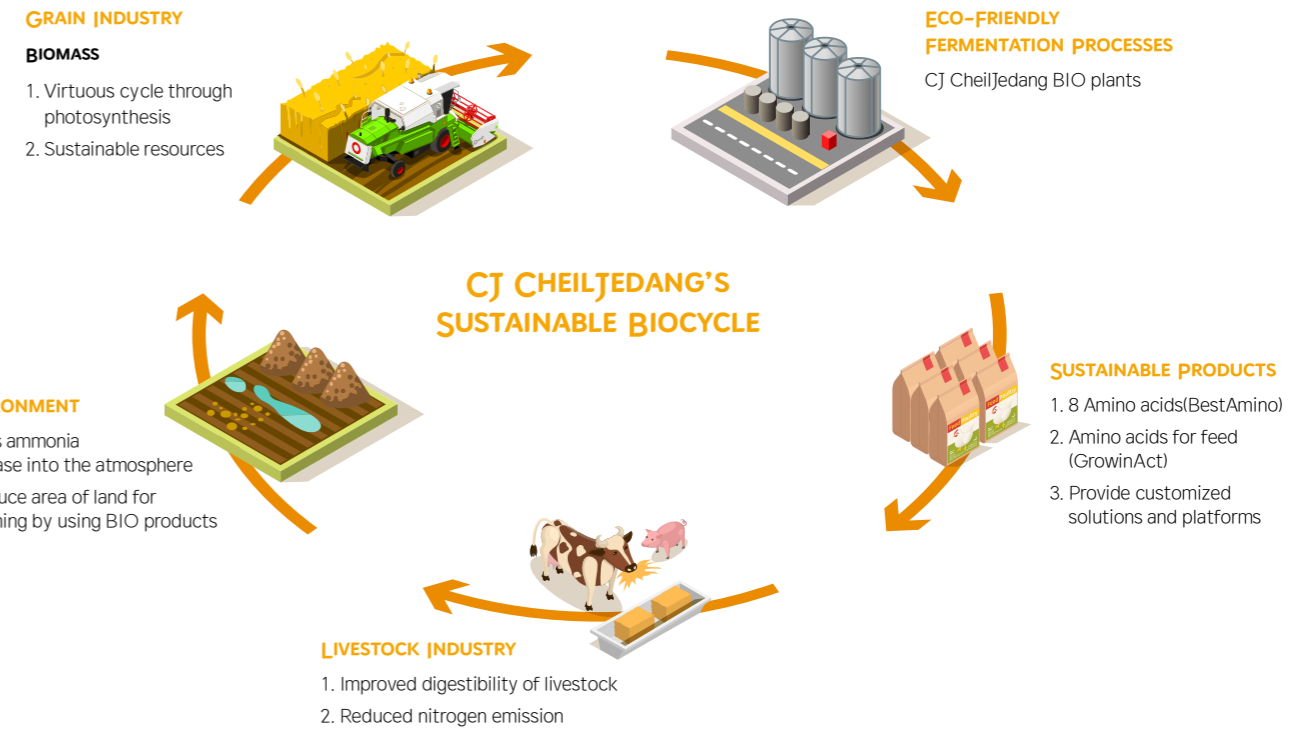 GRAIN INDUSTRY
BIOMASS
1. Virtuous cycle through
photosynthesis
2. Sustainable resources
ECO-FRIENDLY
FERMENTATION PROCESSES
CJ CheilJedang BIO plants
CJ CHEILJEDANG'S
SUSTAINABLE BIOCYCLE
SUSTAINABLE PRODUCTS
1. 8 Amino acids(BestAmino)
2. Amino acids for feed
(GrowinAct)
3. Provide customized
solutions and platforms
ONMENT
s ammonia
ase into the atmosphere
uce area of land for
ning by using BIO products
LIVESTOCK INDUSTRY
1. Improved digestibility of livestock
2. Reduced nitrogen emission